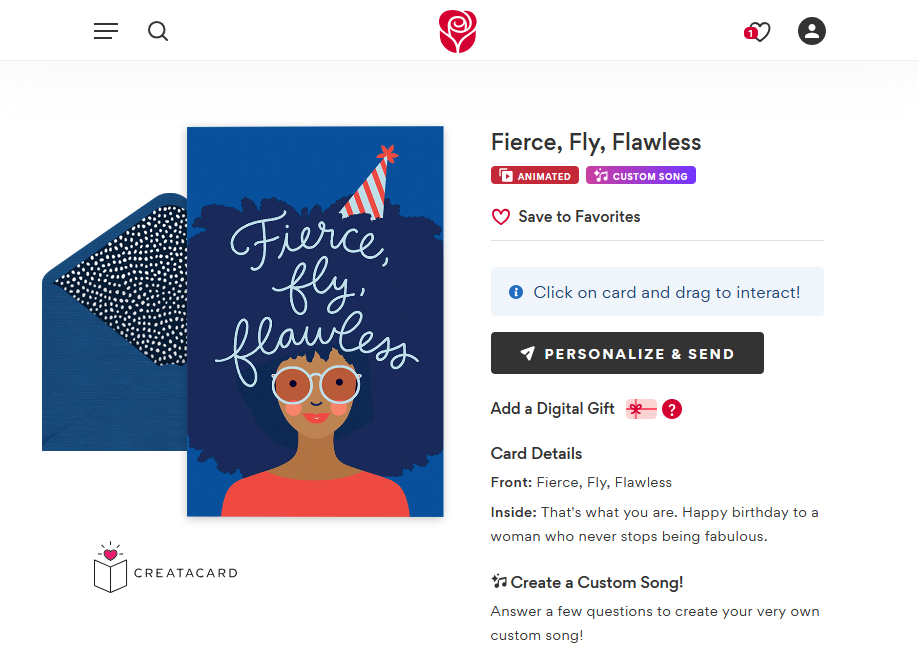 1
Fierce, Fly, Flawless
ANIMATED
CUSTOM SONG
Save to Favorites
Click on card and drag to interact!
PERSONALIZE & SEND
Add a Digital Gift ?
Card Details
Front: Fierce, Fly, Flawless
Inside: That's what you are. Happy birthday to a
woman who never stops being fabulous.
Create a Custom Song!
Answer a few questions to create your very own
custom song!
Fierce,
fly,
flawless
CREATACARD